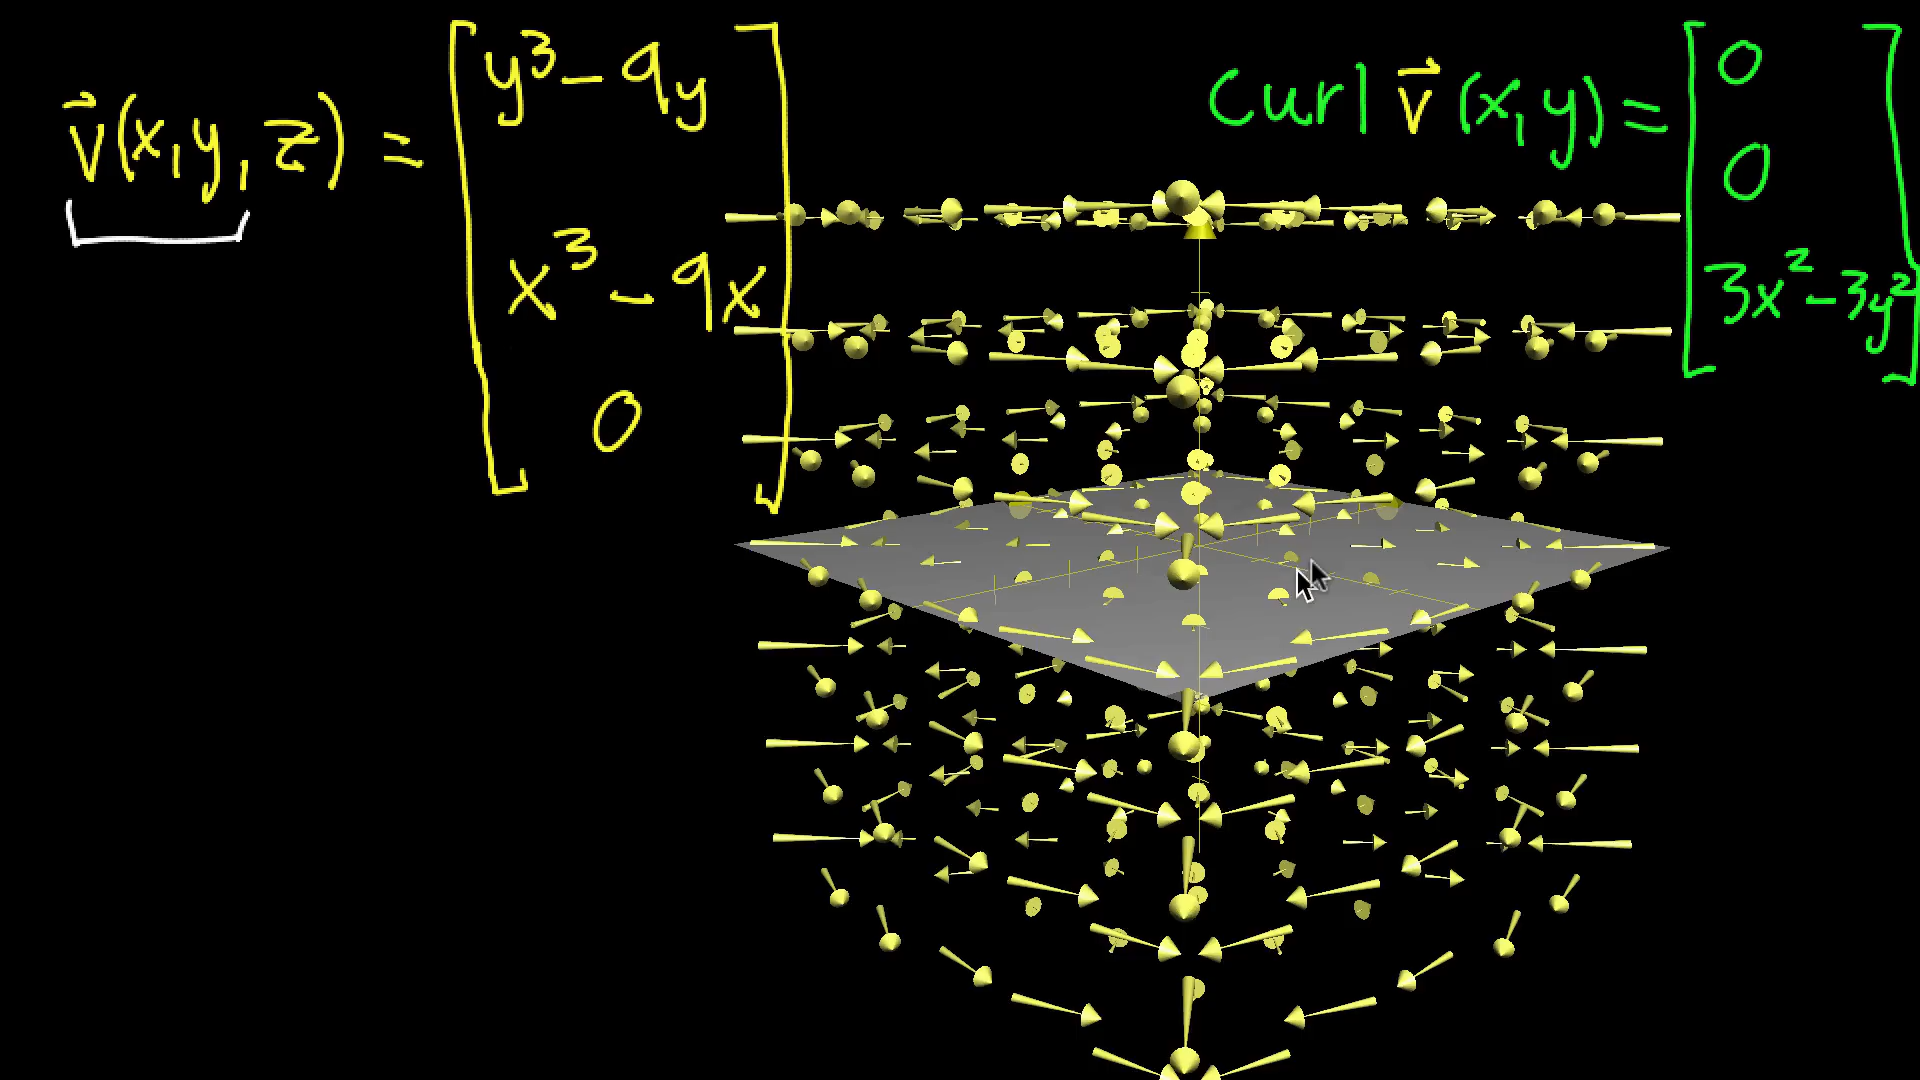 v⃗(x,y,z) = [y³ - 9y
x³ - 9x
0]
Curl v⃗(x,y) = [0
0
3x² - 3y²]